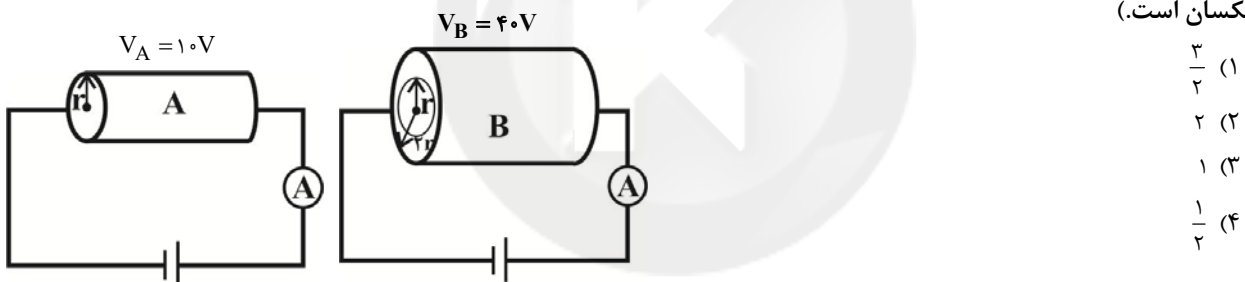 یکسان است.)
۱) ۳/۲
۲) ۲
۳) ۱
۴) ۱/۲
V_A = ۱۰V
r
A
A
V_B = ۴۰V
r
۲r
B
A